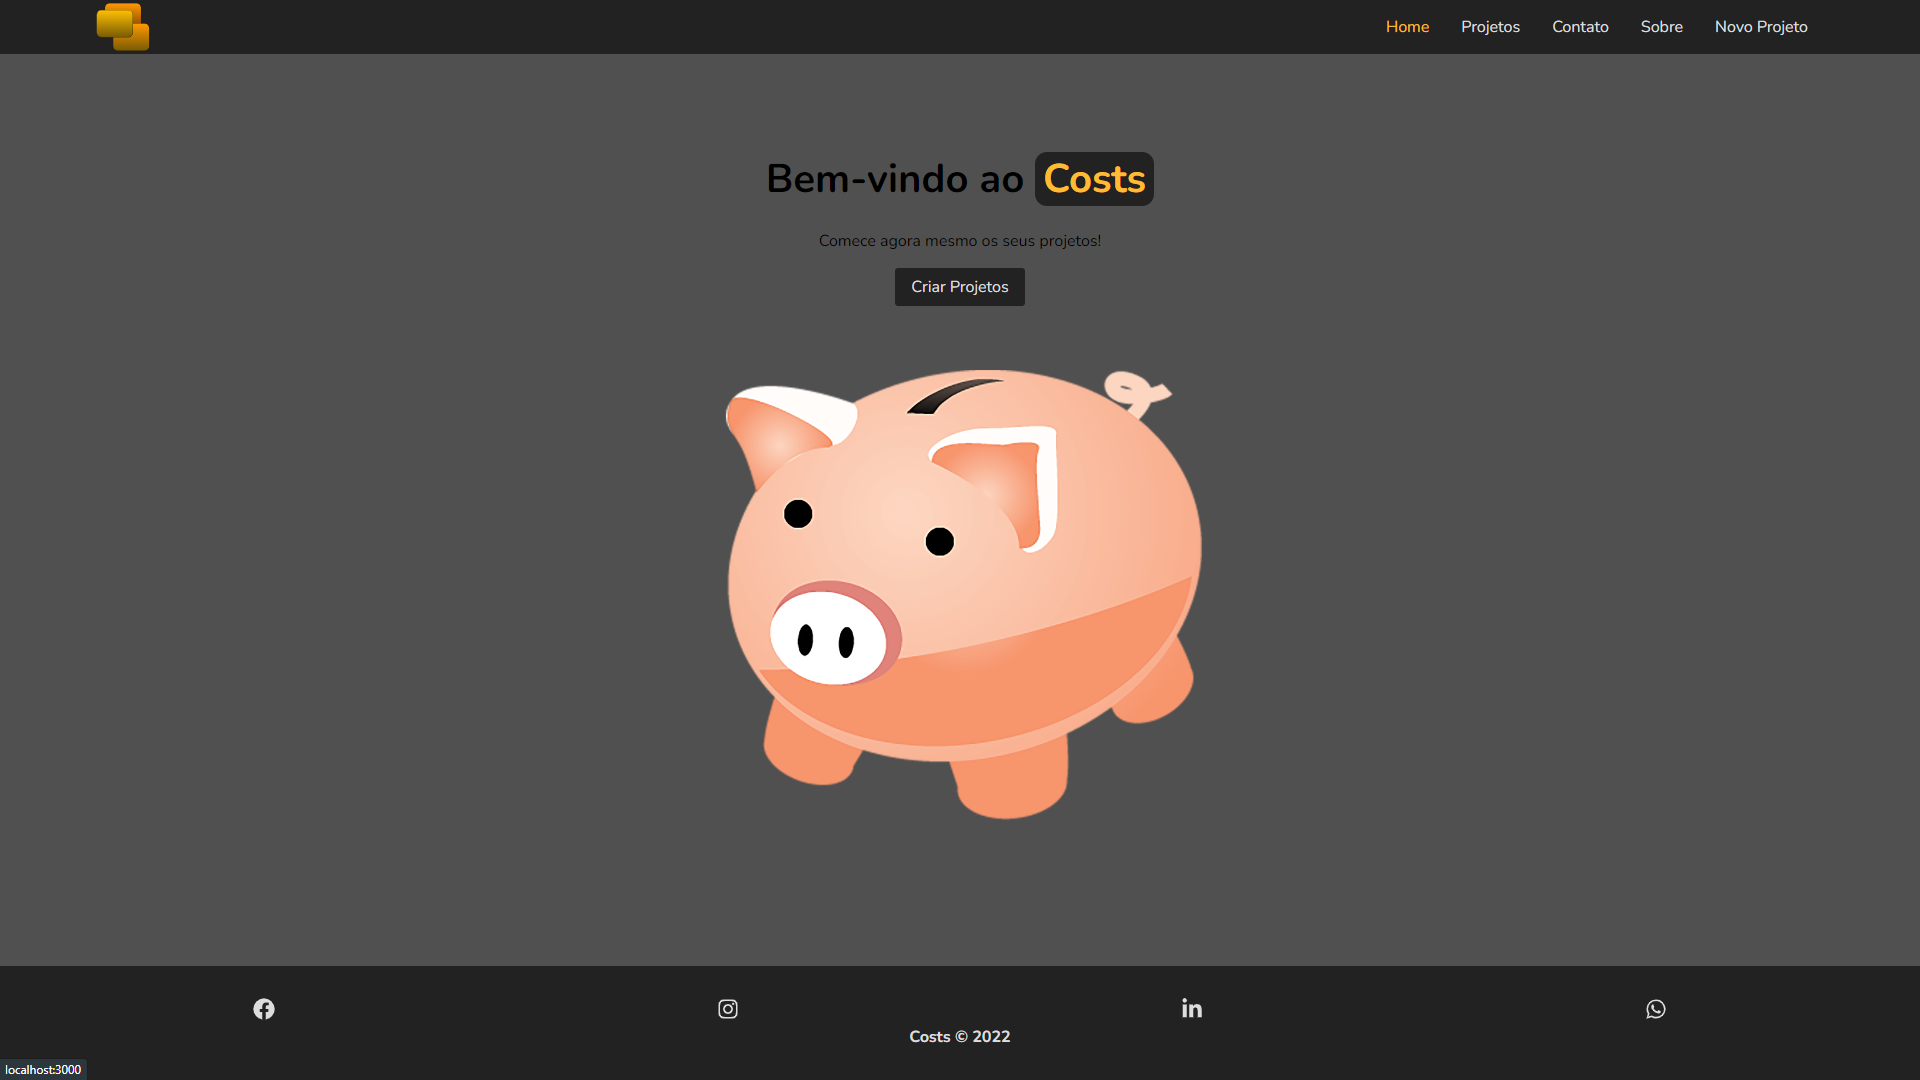 Home Projetos Contato Sobre Novo Projeto
Bem-vindo ao Costs
Comece agora mesmo os seus projetos!
Criar Projetos
Costs © 2022
localhost:3000